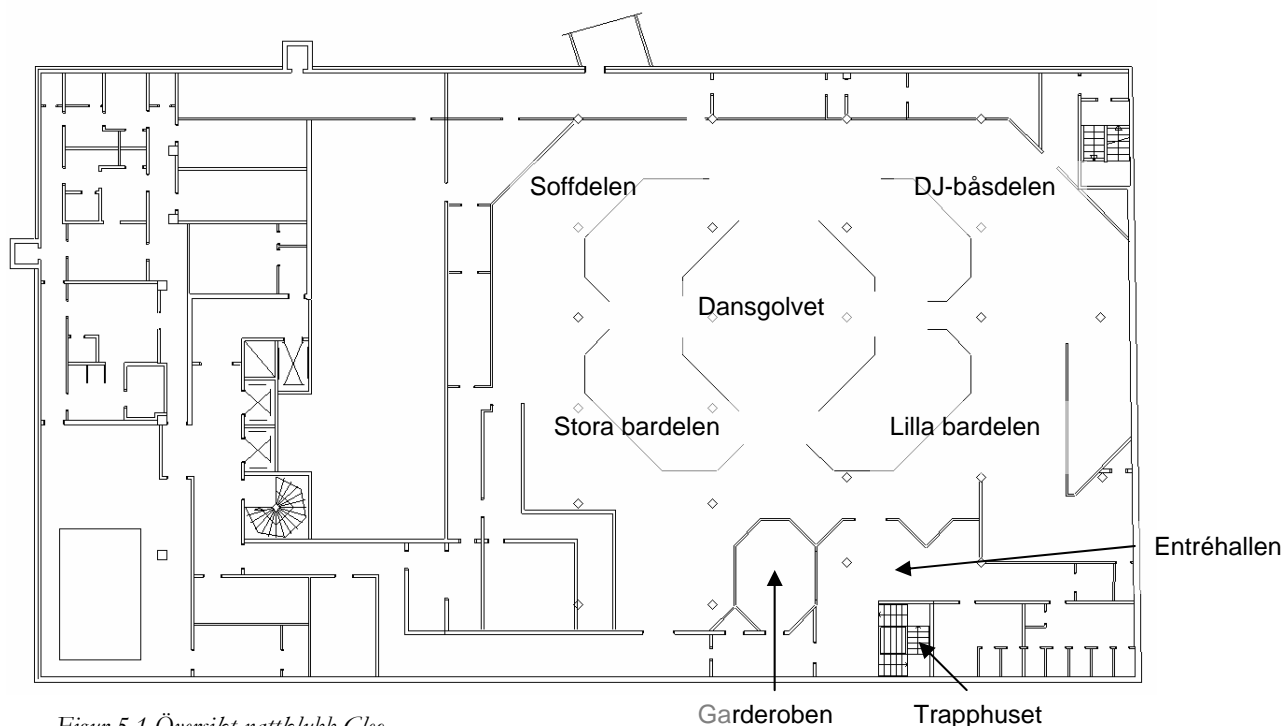 Soffdelen
DJ-båsdelen
Dansgolvet
Stora bardelen
Lilla bardelen
Entréhallen
Garderoben
Trapphuset
Figur 5.1 Översikt nattklubb Cleo